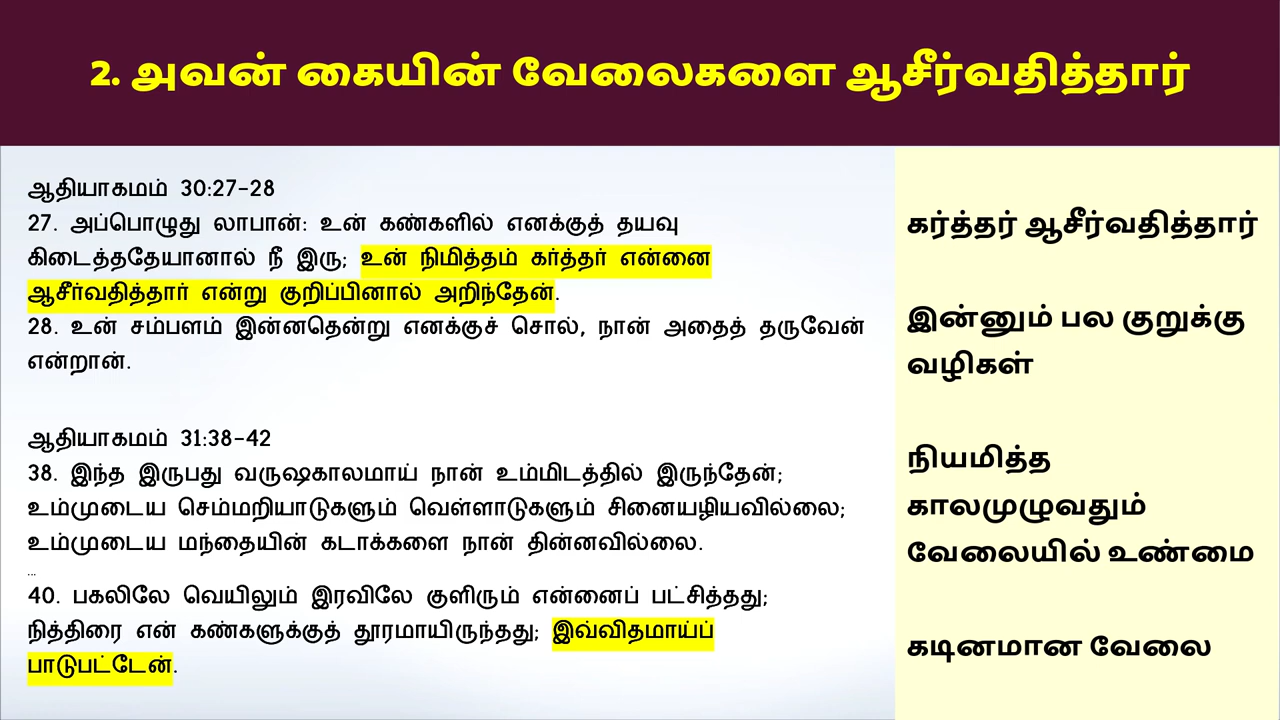 2. அவன் கையின் வேலைகளை ஆசீர்வதித்தார்
ஆதியாகமம் 30:27-28
27. அப்பொழுது லாபான்: உன் கண்களில் எனக்குத் தயவு
கிடைத்ததேயானால் நீ இரு; உன் நிமித்தம் கர்த்தர் என்னை
ஆசீர்வதித்தார் என்று குறிப்பினால் அறிந்தேன்.
28. உன் சம்பளம் இன்னதென்று எனக்குச் சொல், நான் அதைத் தருவேன்
என்றான்.
ஆதியாகமம் 31:38-42
38. இந்த இருபது வருஷகாலமாய் நான் உம்மிடத்தில் இருந்தேன்;
உம்முடைய செம்மறியாடுகளும் வெள்ளாடுகளும் சினையழியவில்லை;
உம்முடைய மந்தையின் கடாக்களை நான் தின்னவில்லை.
...
40. பகலிலே வெயிலும் இரவிலே குளிரும் என்னைப் பட்சித்தது;
நித்திரை என் கண்களுக்குத் தூரமாயிருந்தது; இவ்விதமாய்ப்
பாடுபட்டேன்.
கர்த்தர் ஆசீர்வதித்தார்
இன்னும் பல குறுக்கு
வழிகள்
நியமித்த
காலமுழுவதும்
வேலையில் உண்மை
கடினமான வேலை